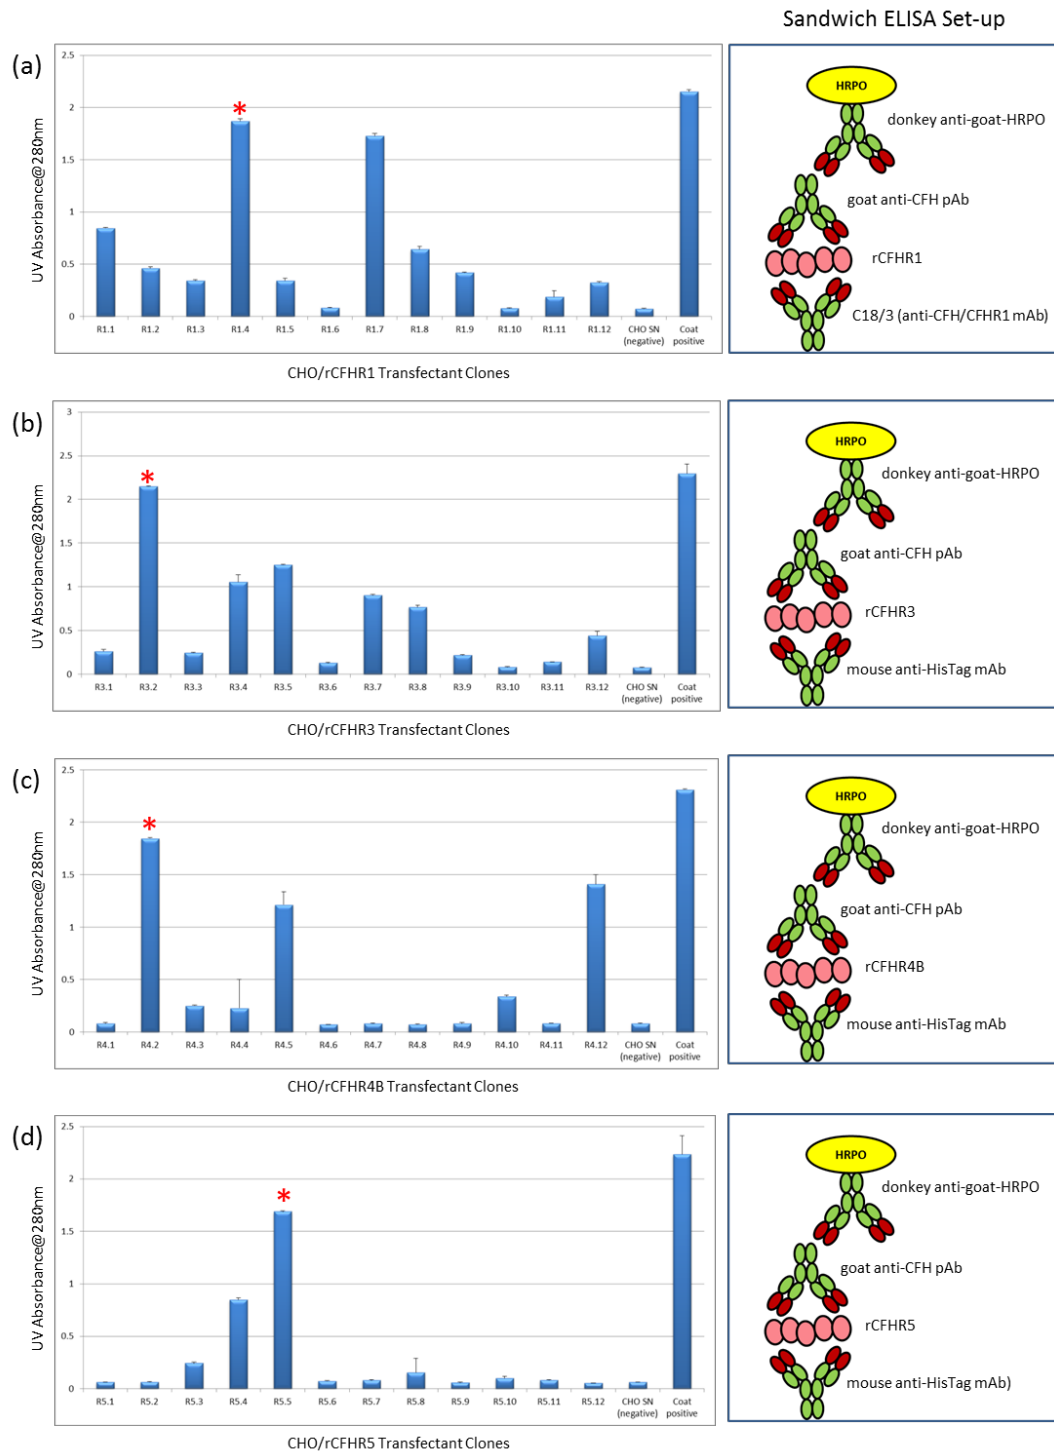 Sandwich ELISA Set-up
(a)
UV Absorbance@280nm
2.5
2
1.5
1
0.5
0
*
R1.1 R1.2 R1.3 R1.4 R1.5 R1.6 R1.7 R1.8 R1.9 R1.10 R1.11 R1.12 CHO SN Coat
(negative) positive
CHO/rCFHR1 Transfectant Clones
HRPO
donkey anti-goat-HRPO
goat anti-CFH pAb
rCFHR1
C18/3 (anti-CFH/CFHR1 mAb)
(b)
UV Absorbance@280nm
3
2.5
2
1.5
1
0.5
0
*
R3.1 R3.2 R3.3 R3.4 R3.5 R3.6 R3.7 R3.8 R3.9 R3.10 R3.11 R3.12 CHO SN Coat
(negative) positive
CHO/rCFHR3 Transfectant Clones
HRPO
donkey anti-goat-HRPO
goat anti-CFH pAb
rCFHR3
mouse anti-HisTag mAb
(c)
UV Absorbance@280nm
2.5
2
1.5
1
0.5
0
*
R4.1 R4.2 R4.3 R4.4 R4.5 R4.6 R4.7 R4.8 R4.9 R4.10 R4.11 R4.12 CHO SN Coat
(negative) positive
CHO/rCFHR4B Transfectant Clones
HRPO
donkey anti-goat-HRPO
goat anti-CFH pAb
rCFHR4B
mouse anti-HisTag mAb
(d)
UV Absorbance@280nm
2.5
2
1.5
1
0.5
0
*
R5.1 R5.2 R5.3 R5.4 R5.5 R5.6 R5.7 R5.8 R5.9 R5.10 R5.11 R5.12 CHO SN Coat
(negative) positive
CHO/rCFHR5 Transfectant Clones
HRPO
donkey anti-goat-HRPO
goat anti-CFH pAb
rCFHR5
mouse anti-HisTag mAb)